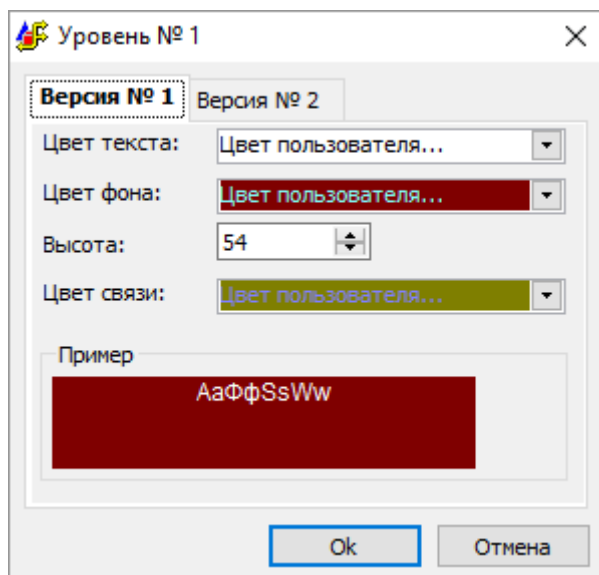 Уровень № 1
Версия № 1 Версия № 2
Цвет текста: Цвет пользователя...
Цвет фона: Цвет пользователя...
Высота: 54
Цвет связи: Цвет пользователя...
Пример
АаФфSsWw
Ok Отмена